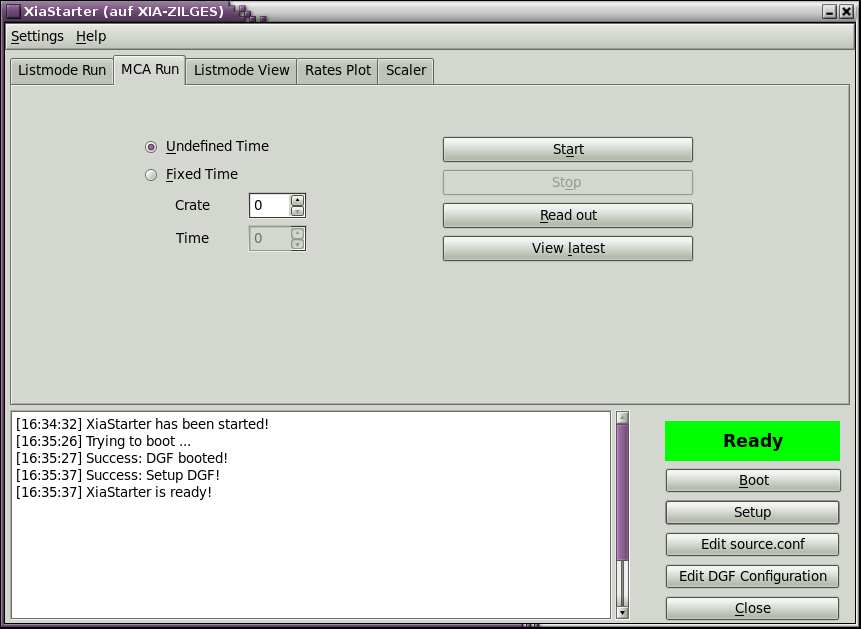 XiaStarter (auf XIA-ZILGES)
Settings Help
Listmode Run MCA Run Listmode View Rates Plot Scaler
Undefined Time
Fixed Time
Crate 0
Time 0
Start
Stop
Read out
View latest
[16:34:32] XiaStarter has been started!
[16:35:26] Trying to boot ...
[16:35:27] Success: DGF booted!
[16:35:37] Success: Setup DGF!
[16:35:37] XiaStarter is ready!
Ready
Boot
Setup
Edit source.conf
Edit DGF Configuration
Close